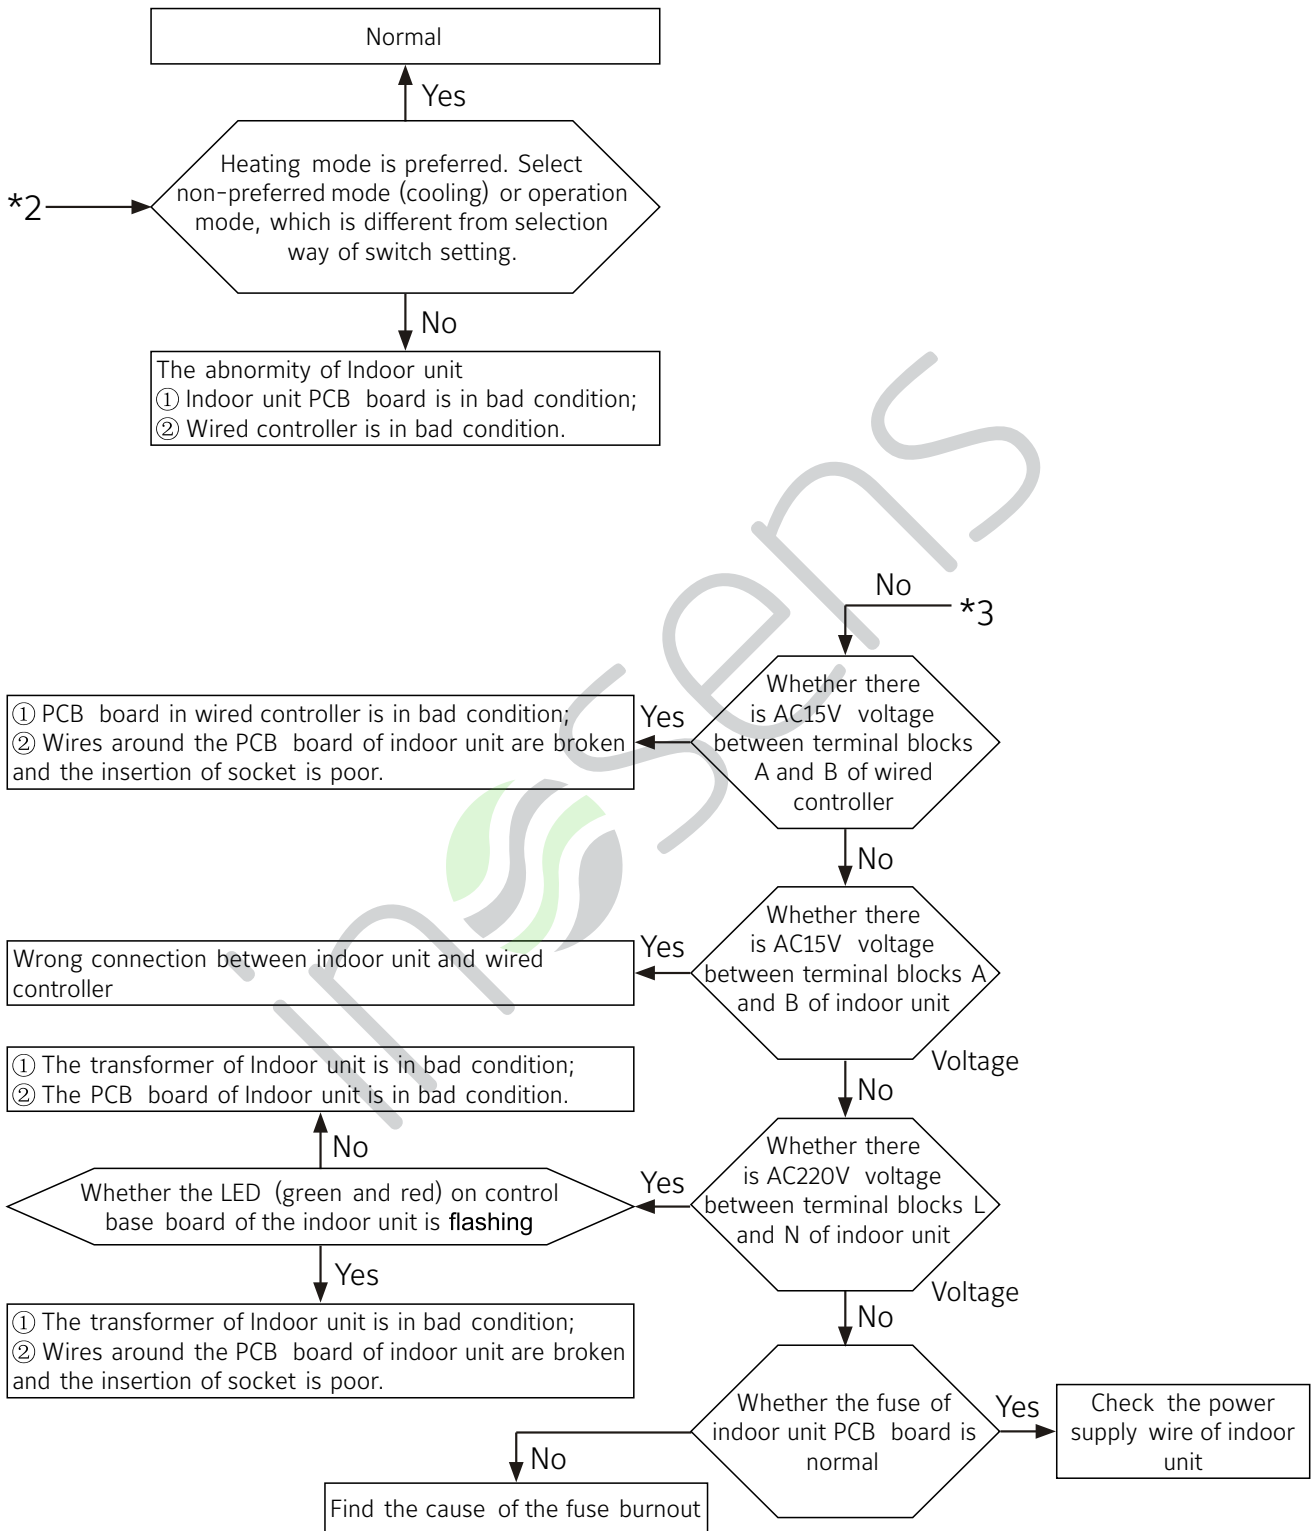 Normal
Yes
Heating mode is preferred. Select
non-preferred mode (cooling) or operation
mode, which is different from selection
way of switch setting.
*2
No
The abnormity of Indoor unit
① Indoor unit PCB board is in bad condition;
② Wired controller is in bad condition.
No
*3
Whether there
is AC15V voltage
between terminal blocks
A and B of wired
controller
Yes
① PCB board in wired controller is in bad condition;
② Wires around the PCB board of indoor unit are broken
and the insertion of socket is poor.
No
Whether there
is AC15V voltage
between terminal blocks A
and B of indoor unit
Yes
Wrong connection between indoor unit and wired
controller
Voltage
No
① The transformer of Indoor unit is in bad condition;
② The PCB board of Indoor unit is in bad condition.
No
Whether there
is AC220V voltage
between terminal blocks L
and N of indoor unit
Yes
Whether the LED (green and red) on control
base board of the indoor unit is flashing
Yes
Voltage
No
① The transformer of Indoor unit is in bad condition;
② Wires around the PCB board of indoor unit are broken
and the insertion of socket is poor.
Whether the fuse of
indoor unit PCB board is
normal
Yes
Check the power
supply wire of indoor
unit
No
Find the cause of the fuse burnout
insens